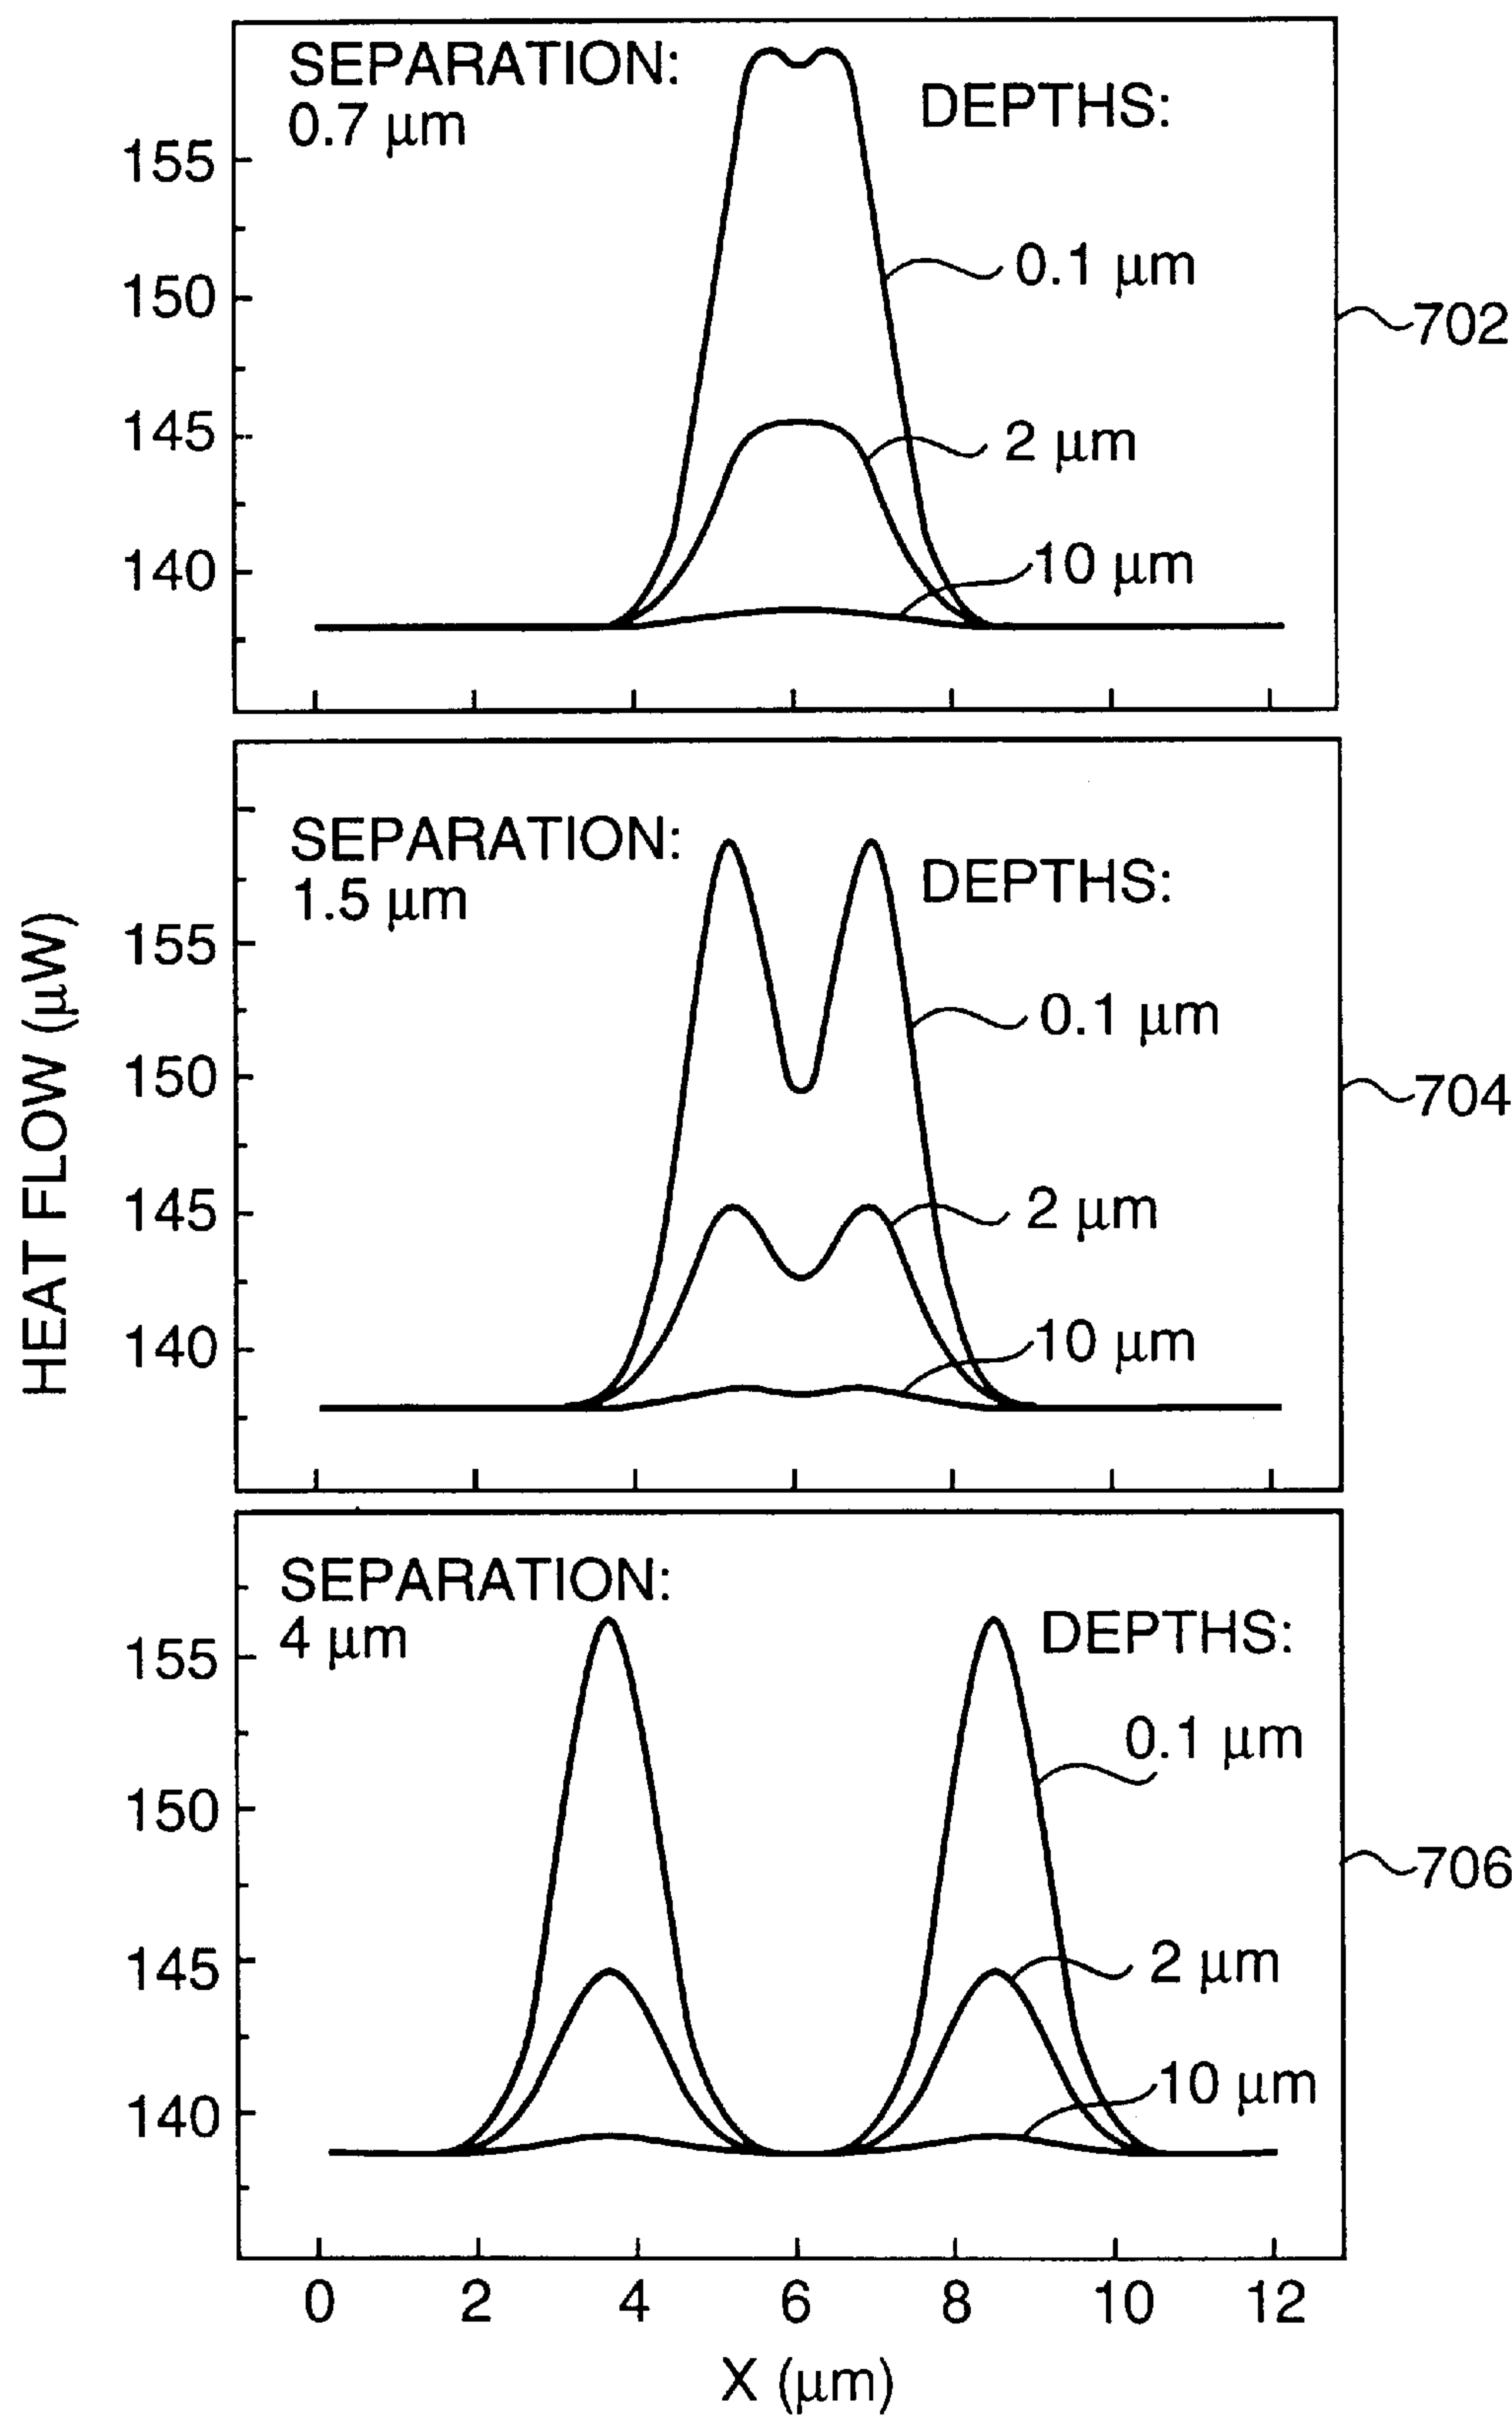 SEPARATION:
0.7 μm
DEPTHS:
155
150
145
140
0.1 μm
2 μm
10 μm
702
SEPARATION:
1.5 μm
DEPTHS:
155
150
145
140
0.1 μm
2 μm
10 μm
704
HEAT FLOW (μW)
SEPARATION:
4 μm
DEPTHS:
155
150
145
140
0.1 μm
2 μm
10 μm
706
0 2 4 6 8 10 12
X (μm)